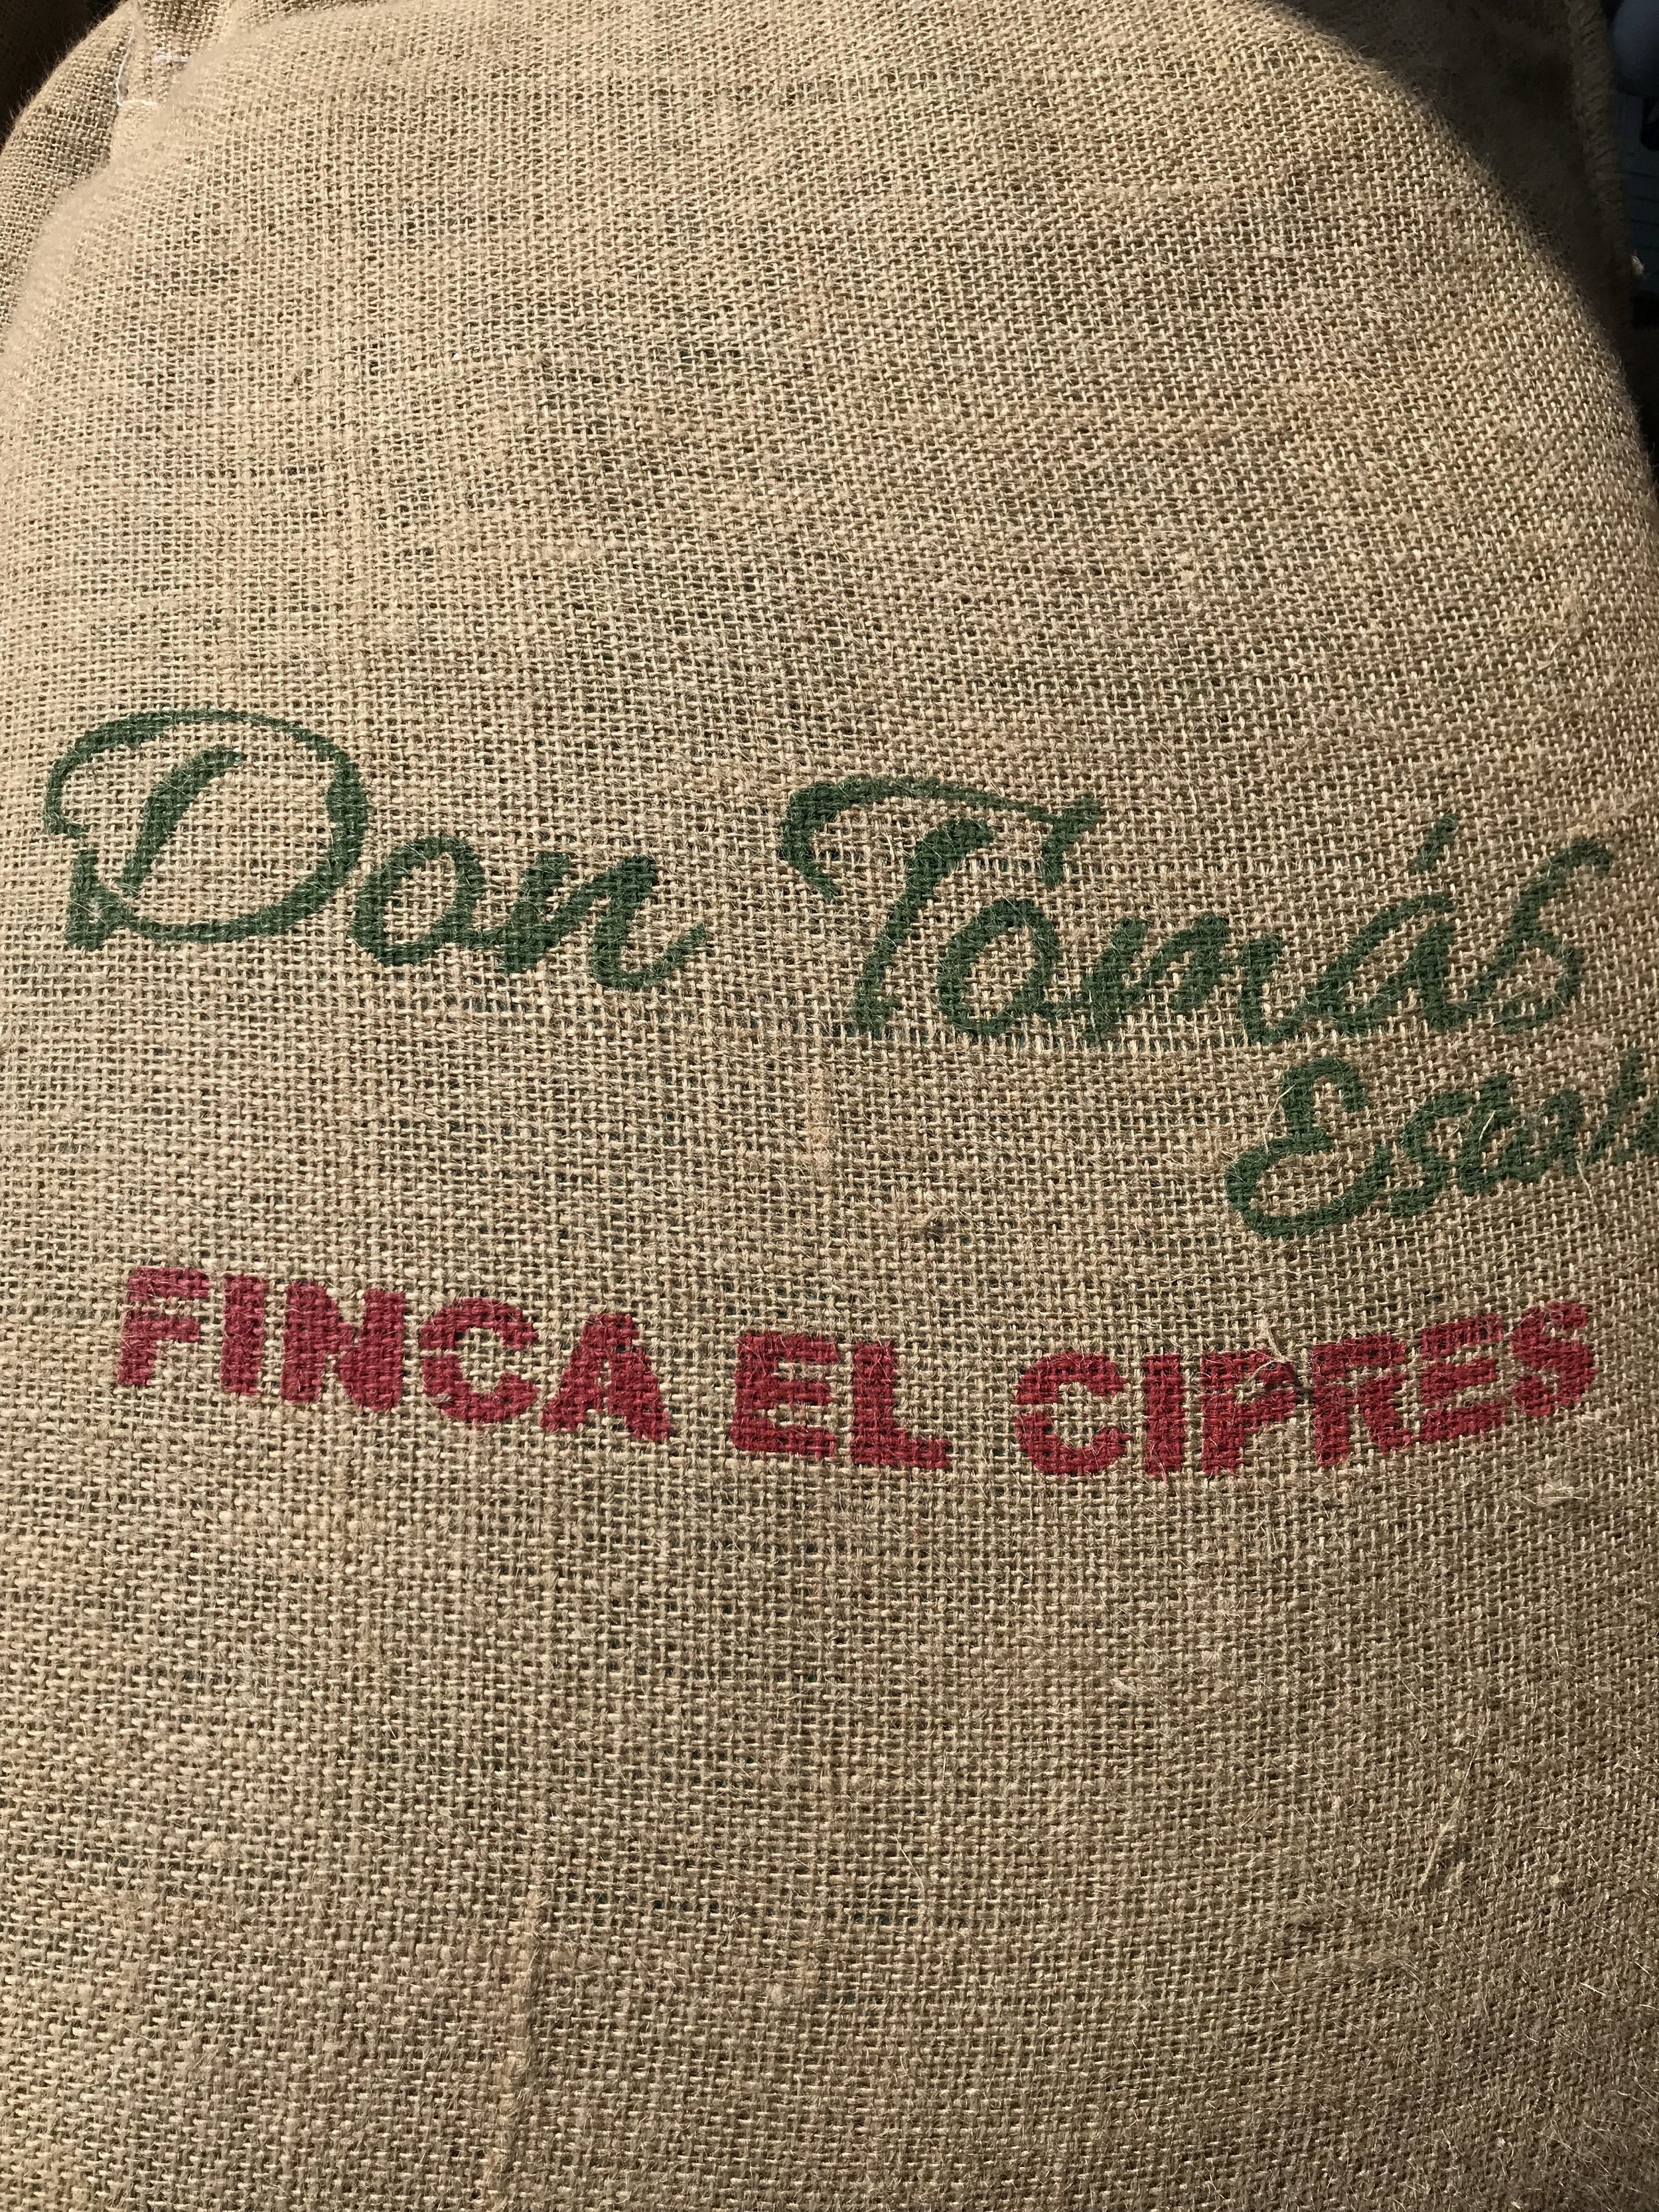 Don Tomás
FINCA EL CIPRES